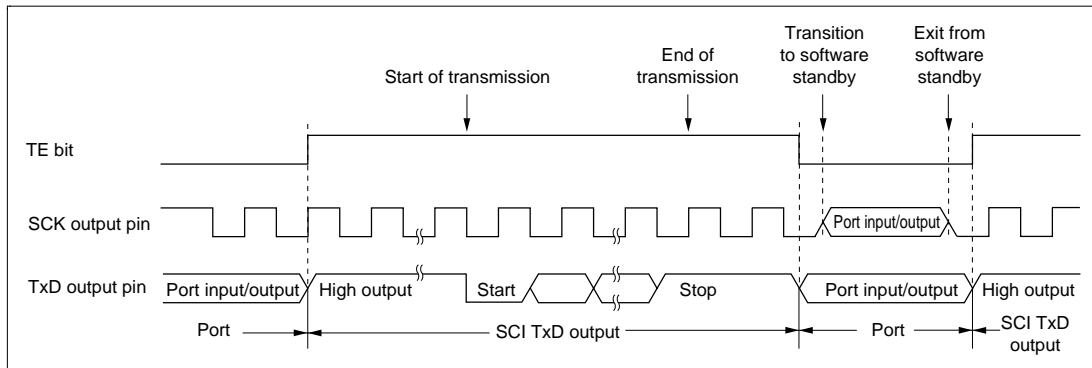 Transition
to software
standby
Exit from
software
standby
End of
transmission
Start of transmission
TE bit
SCK output pin
Port input/output
TxD output pin
Port input/output
High output
Start
Stop
Port input/output
High output
Port
SCI TxD output
Port
SCI TxD
output